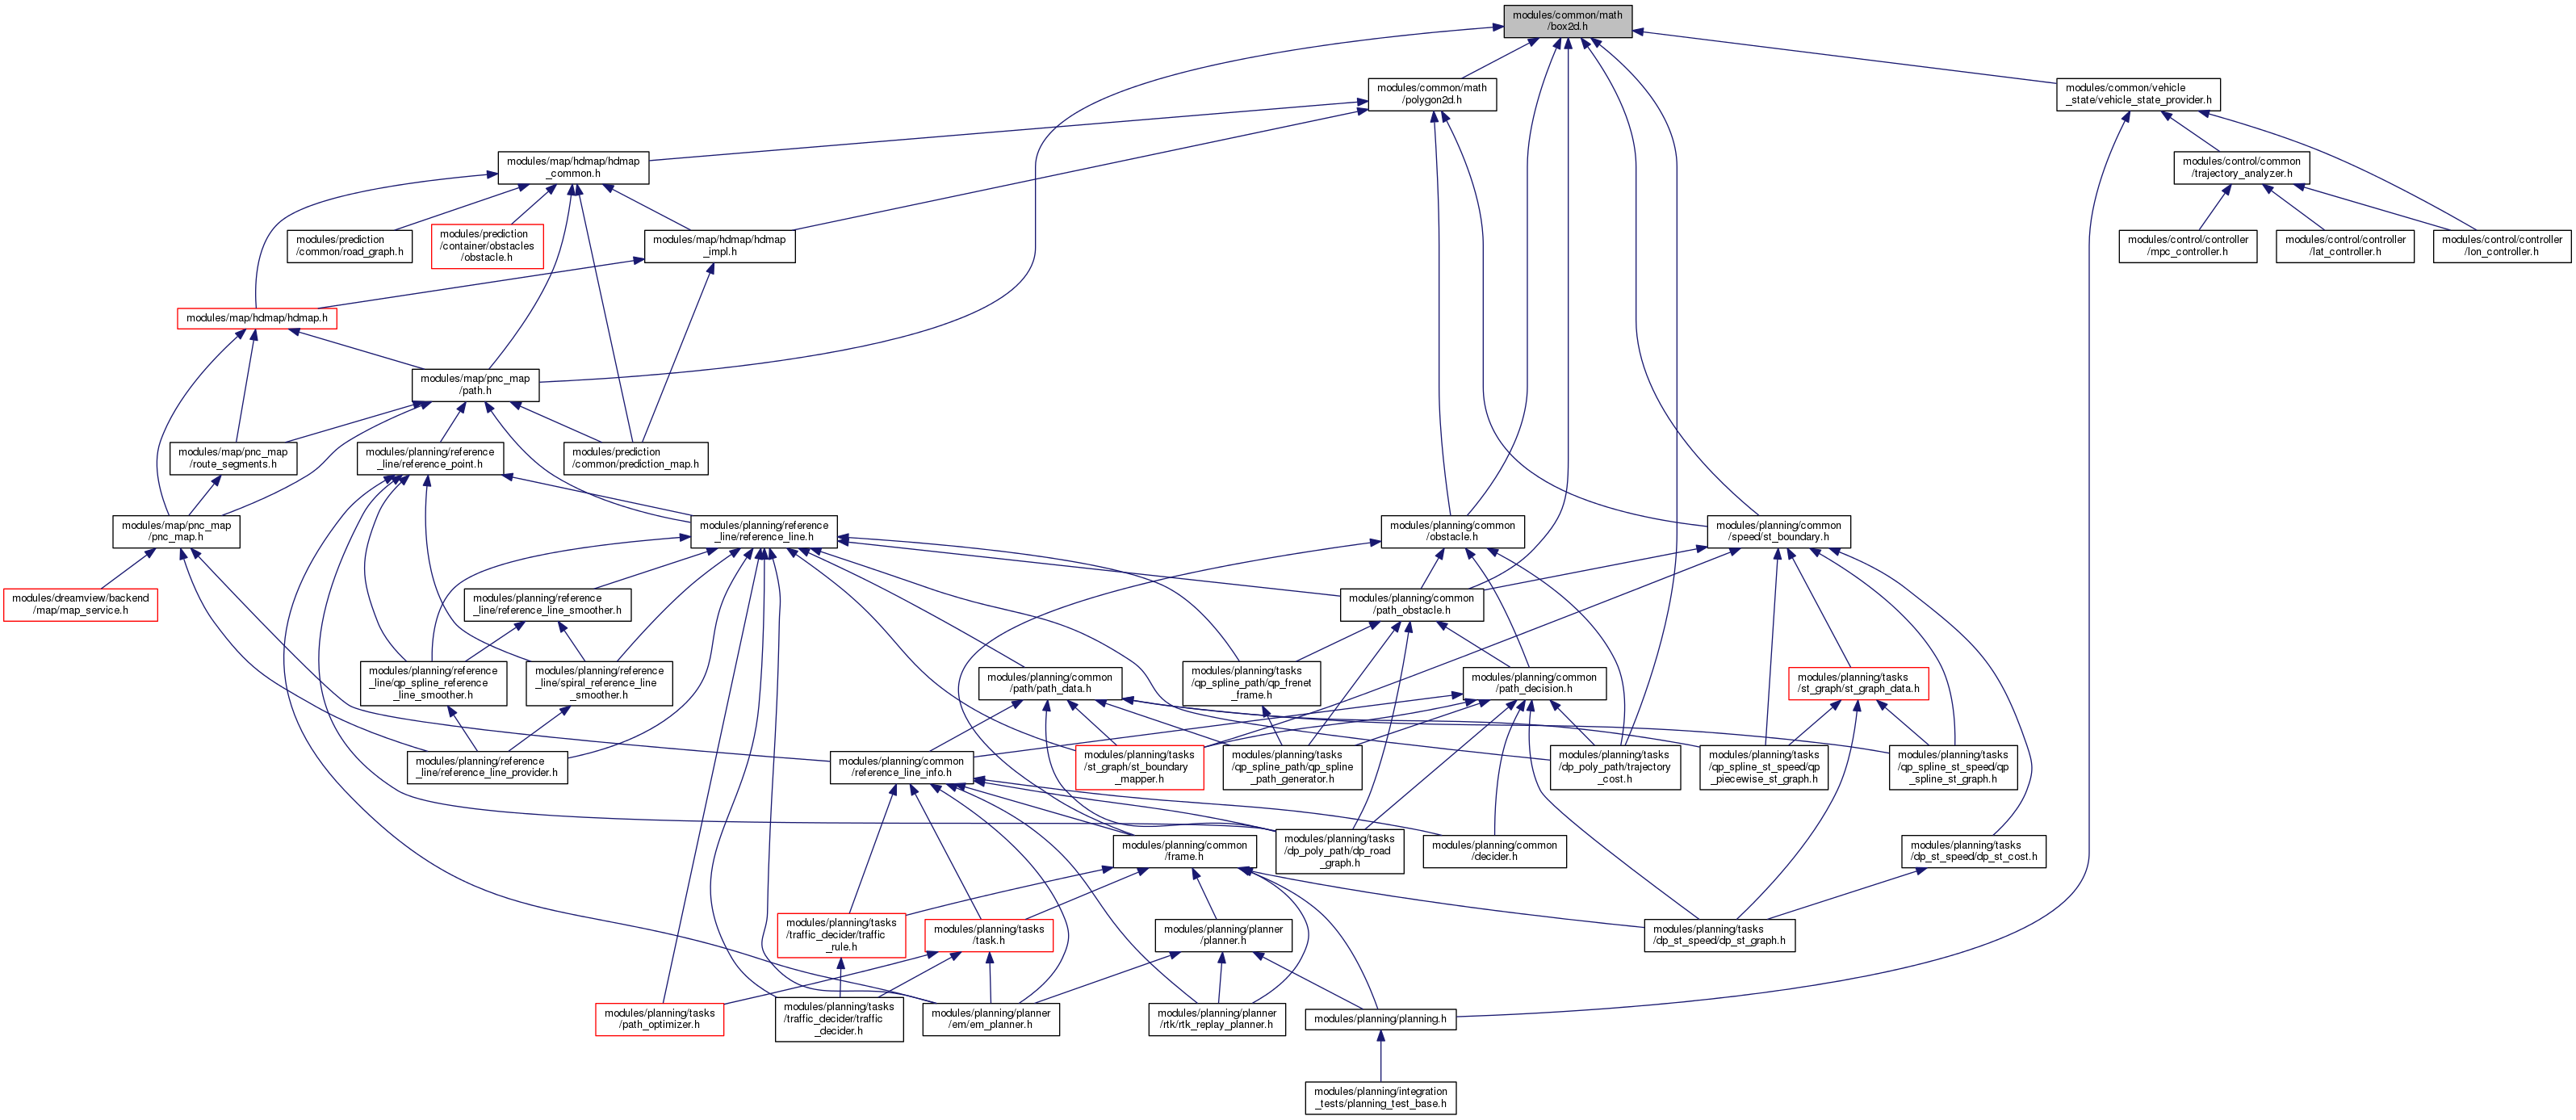 modules/common/math
/box2d.h
modules/common/math
/polygon2d.h
modules/common/vehicle
_state/vehicle_state_provider.h
modules/map/hdmap/hdmap
_common.h
modules/control/common
/trajectory_analyzer.h
modules/prediction
/common/road_graph.h
modules/prediction
/container/obstacles
/obstacle.h
modules/map/hdmap/hdmap
_impl.h
modules/control/controller
/mpc_controller.h
modules/control/controller
/lat_controller.h
modules/control/controller
/lon_controller.h
modules/map/hdmap/hdmap.h
modules/map/pnc_map
/path.h
modules/map/pnc_map
/route_segments.h
modules/planning/reference
_line/reference_point.h
modules/prediction
/common/prediction_map.h
modules/map/pnc_map
/pnc_map.h
modules/planning/reference
_line/reference_line.h
modules/planning/common
/obstacle.h
modules/planning/common
/speed/st_boundary.h
modules/dreamview/backend
/map/map_service.h
modules/planning/reference
_line/reference_line_smoother.h
modules/planning/common
/path_obstacle.h
modules/planning/reference
_line/qp_spline_reference
_line_smoother.h
modules/planning/reference
_line/spiral_reference_line
_smoother.h
modules/planning/common
/path/path_data.h
modules/planning/tasks
/qp_spline_path/qp_frenet
_frame.h
modules/planning/common
/path_decision.h
modules/planning/tasks
/st_graph/st_graph_data.h
modules/planning/reference
_line/reference_line_provider.h
modules/planning/common
/reference_line_info.h
modules/planning/tasks
/st_graph/st_boundary
_mapper.h
modules/planning/tasks
/qp_spline_path/qp_spline
_path_generator.h
modules/planning/tasks
/dp_poly_path/trajectory
_cost.h
modules/planning/tasks
/qp_spline_st_speed/qp
_piecewise_st_graph.h
modules/planning/tasks
/qp_spline_st_speed/qp
_spline_st_graph.h
modules/planning/common
/frame.h
modules/planning/tasks
/dp_poly_path/dp_road
_graph.h
modules/planning/common
/decider.h
modules/planning/tasks
/dp_st_speed/dp_st_cost.h
modules/planning/tasks
/traffic_decider/traffic
_rule.h
modules/planning/tasks
/task.h
modules/planning/planner
/planner.h
modules/planning/tasks
/dp_st_speed/dp_st_graph.h
modules/planning/tasks
/path_optimizer.h
modules/planning/tasks
/traffic_decider/traffic
_decider.h
modules/planning/planner
/em/em_planner.h
modules/planning/planner
/rtk/rtk_replay_planner.h
modules/planning/planning.h
modules/planning/integration
_tests/planning_test_base.h